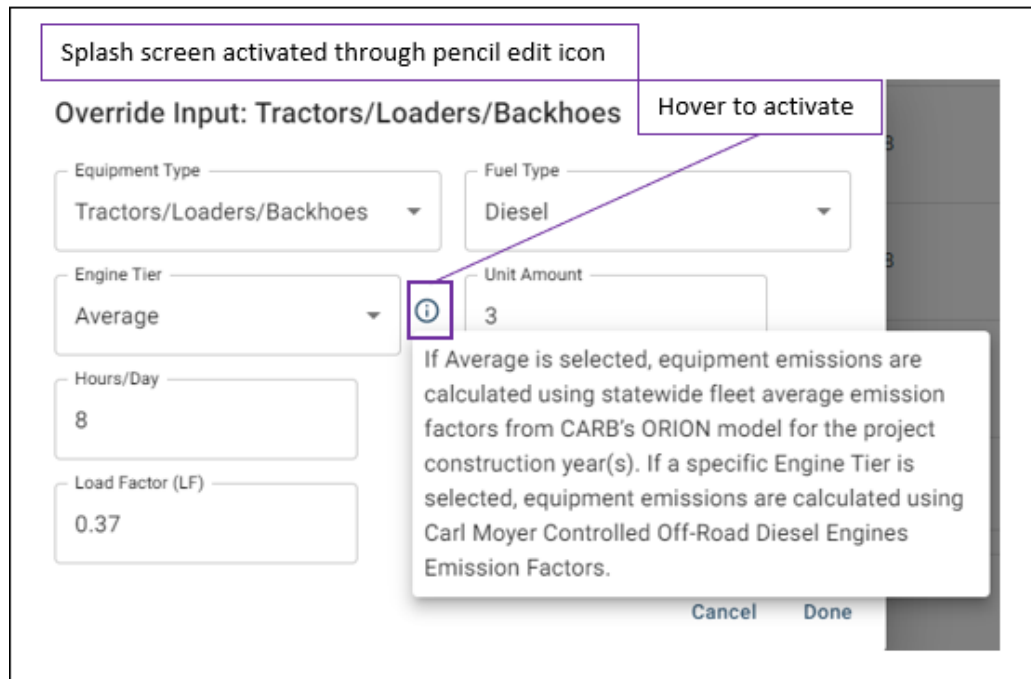 Splash screen activated through pencil edit icon
Hover to activate
Override Input: Tractors/Loaders/Backhoes
Equipment Type
Tractors/Loaders/Backhoes
Fuel Type
Diesel
Engine Tier
Average
Unit Amount
3
If Average is selected, equipment emissions are
calculated using statewide fleet average emission
factors from CARB's ORION model for the project
construction year(s). If a specific Engine Tier is
selected, equipment emissions are calculated using
Carl Moyer Controlled Off-Road Diesel Engines
Emission Factors.
Hours/Day
8
Load Factor (LF)
0.37
Cancel
Done